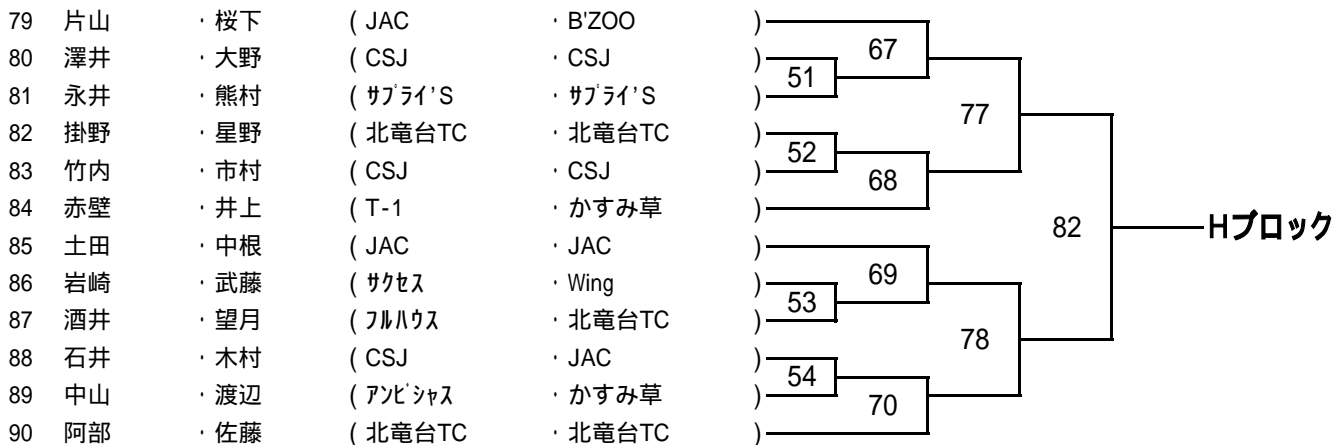 79 片山 ・桜下 ( JAC ・B'ZOO )
67
80 澤井 ・大野 ( CSJ ・CSJ )
51
81 永井 ・熊村 ( ｻﾌﾟﾗｲ’S ・ｻﾌﾟﾗｲ’S )
77
82 掛野 ・星野 ( 北竜台TC ・北竜台TC )
52
83 竹内 ・市村 ( CSJ ・CSJ )
68
84 赤壁 ・井上 ( T-1 ・かすみ草 )
82 Hブロック
85 土田 ・中根 ( JAC ・JAC )
69
86 岩崎 ・武藤 ( ｻｸｾｽ ・Wing )
53
87 酒井 ・望月 ( ﾌﾙﾊｳｽ ・北竜台TC )
78
88 石井 ・木村 ( CSJ ・JAC )
54
89 中山 ・渡辺 ( ｱﾝﾋﾞｼｬｽ ・かすみ草 )
70
90 阿部 ・佐藤 ( 北竜台TC ・北竜台TC )